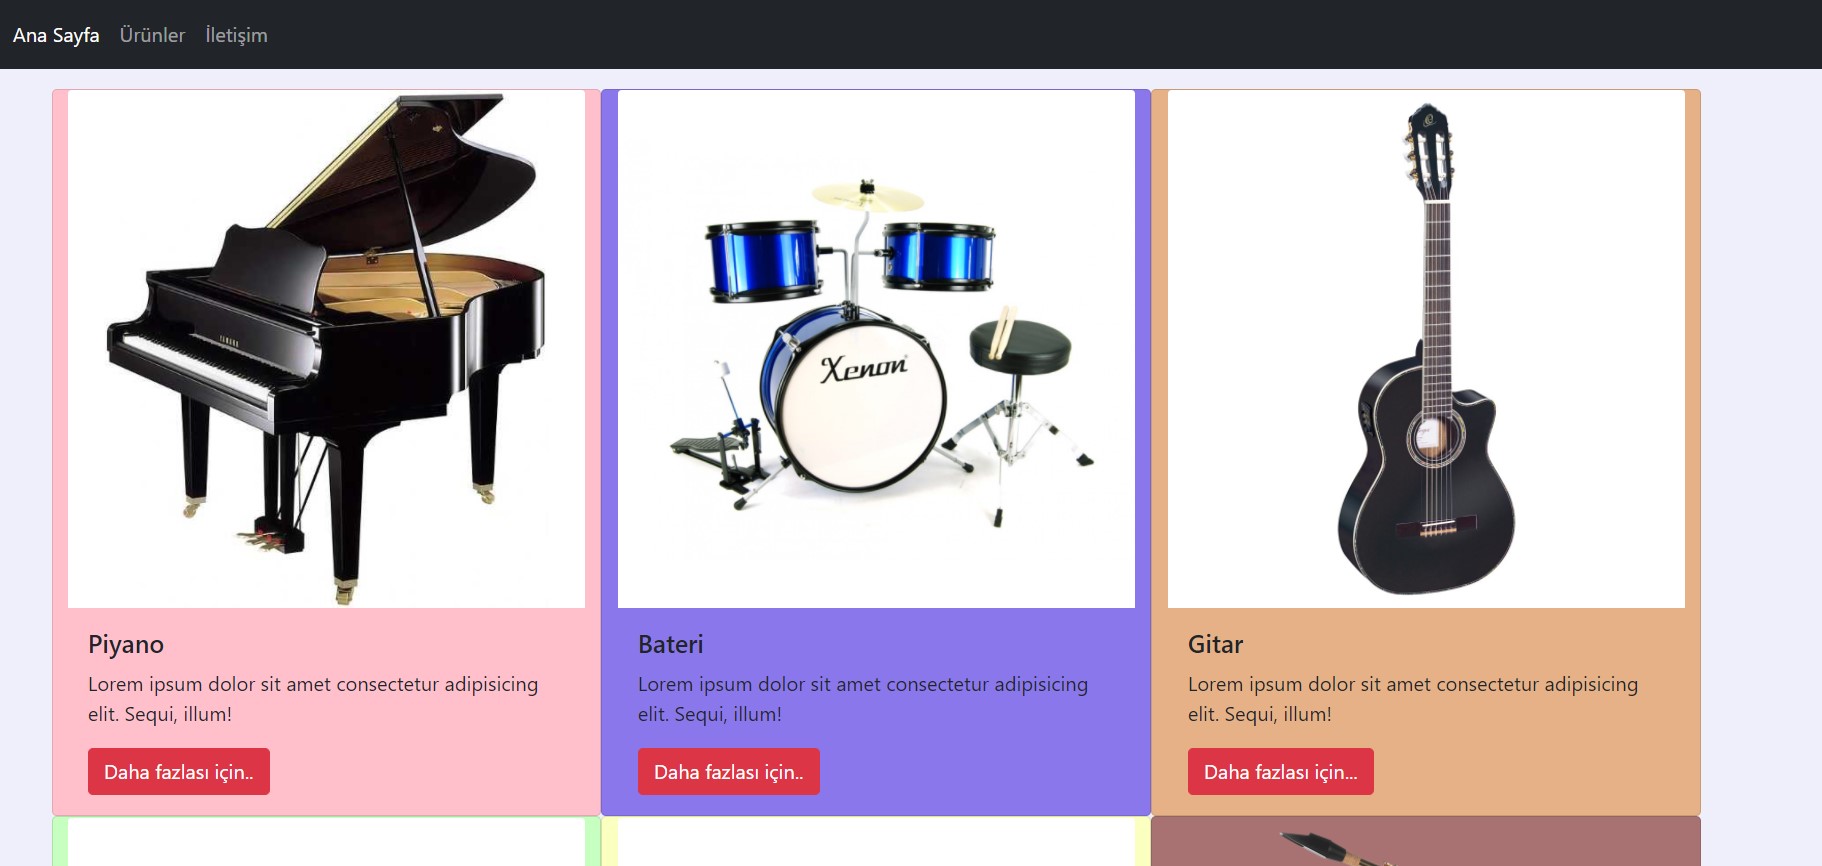 Ana Sayfa Ürünler İletişim
YAMAHA
Xenon
Piyano
Lorem ipsum dolor sit amet consectetur adipisicing
elit. Sequi, illum!
Daha fazlası için..
Bateri
Lorem ipsum dolor sit amet consectetur adipisicing
elit. Sequi, illum!
Daha fazlası için..
Gitar
Lorem ipsum dolor sit amet consectetur adipisicing
elit. Sequi, illum!
Daha fazlası için...